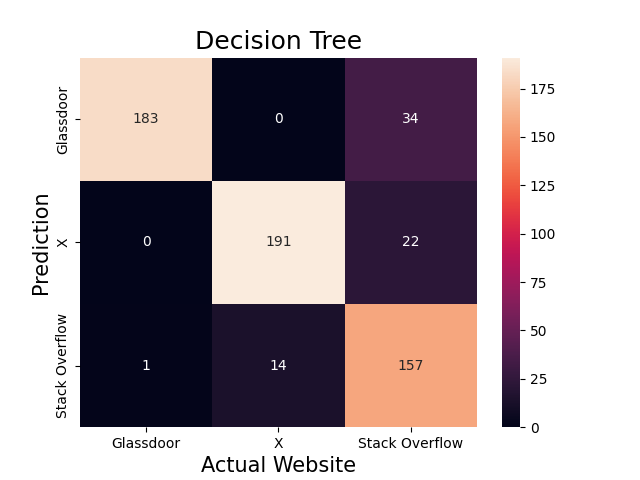 Decision Tree
Prediction
Glassdoor
183 0 34
X
0 191 22
Stack Overflow
1 14 157
Glassdoor X Stack Overflow
Actual Website
175
150
125
100
75
50
25
0